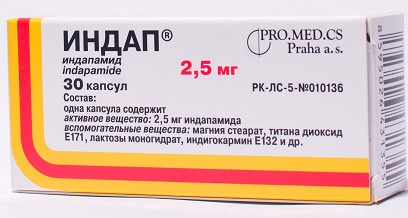 ИНДАП®
индапамид
indapamide
2,5 мг
30 капсул
PRO.MED.CS
Praha a.s.
РК-ЛС-5-№010136
Состав:
одна капсула содержит
активное вещество: 2,5 мг индапамида
вспомогательные вещества: магния стеарат, титана диоксид
Е171, лактозы моногидрат, индигокармин Е132 и др.